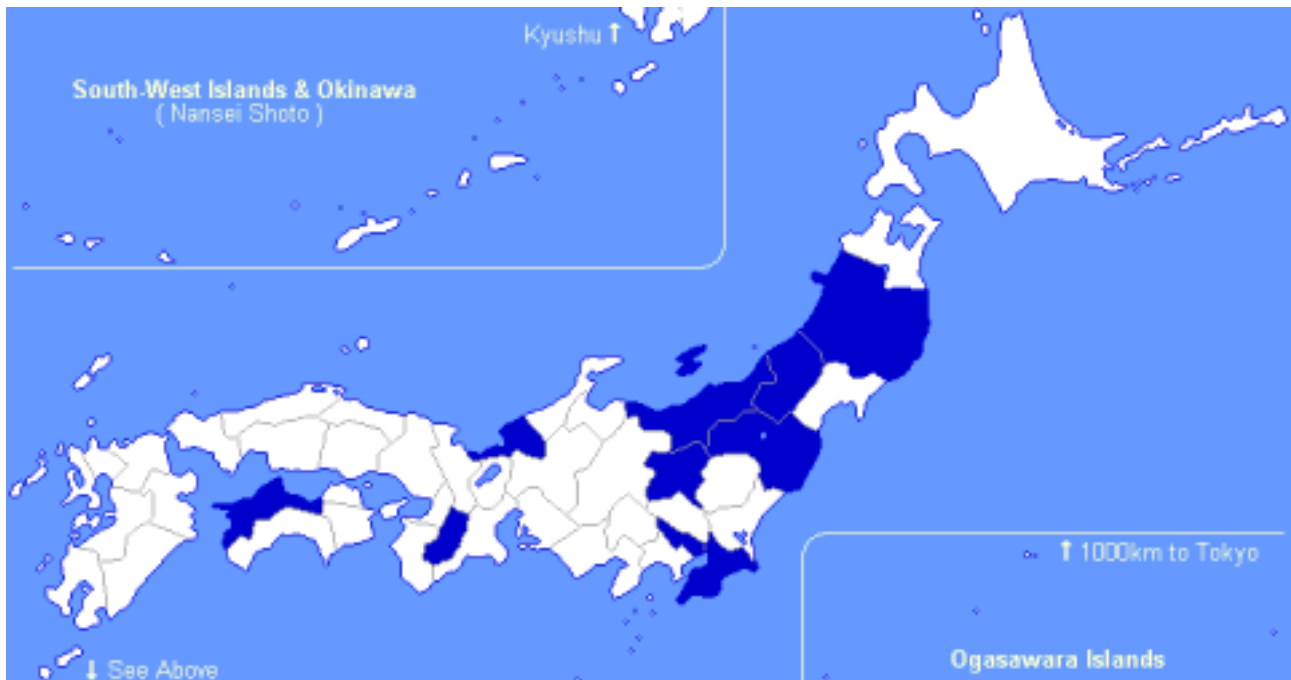 Kyushu ↑
South-West Islands & Okinawa
( Nansei Shoto )
↑ 1000km to Tokyo
Ogasawara Islands
↓ See Above